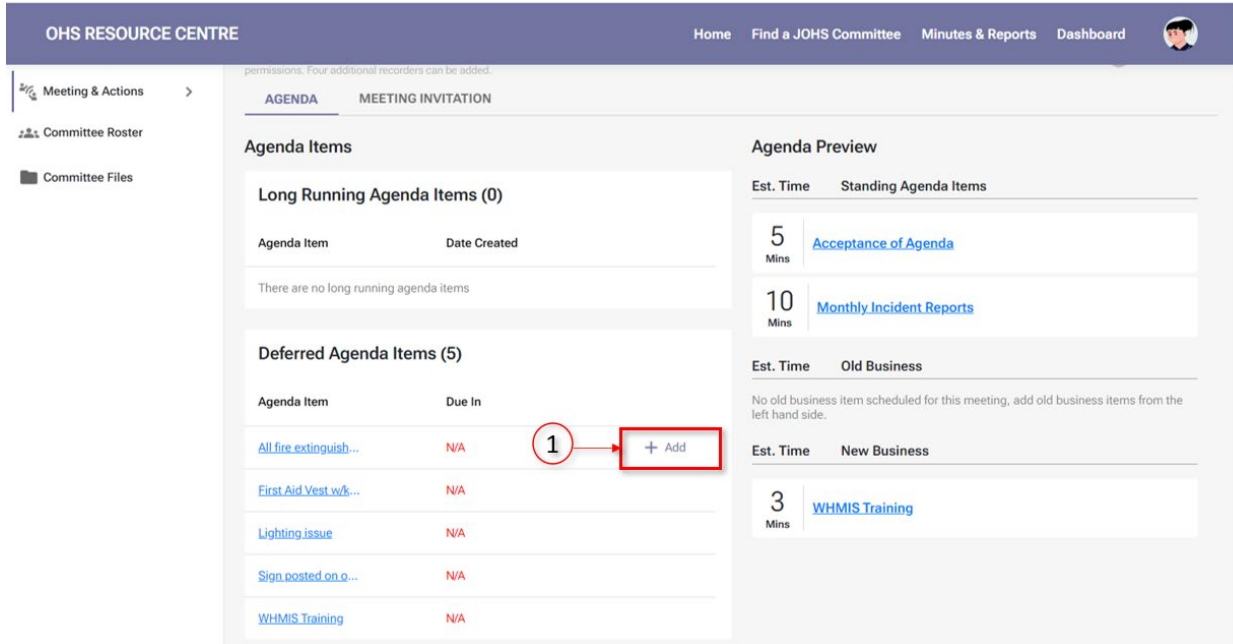 OHS RESOURCE CENTRE
Home Find a JOHS Committee Minutes & Reports Dashboard
Meeting & Actions
Committee Roster
Committee Files
permissions. Four additional recorders can be added.
AGENDA MEETING INVITATION
Agenda Items
Long Running Agenda Items (0)
Agenda Item Date Created
There are no long running agenda items
Deferred Agenda Items (5)
Agenda Item Due In
All fire extinguish... N/A 1 + Add
First Aid Vest w/k... N/A
Lighting issue N/A
Sign posted on o... N/A
WHMIS Training N/A
Agenda Preview
Est. Time Standing Agenda Items
5 Mins Acceptance of Agenda
10 Mins Monthly Incident Reports
Est. Time Old Business
No old business item scheduled for this meeting, add old business items from the
left hand side.
Est. Time New Business
3 Mins WHMIS Training